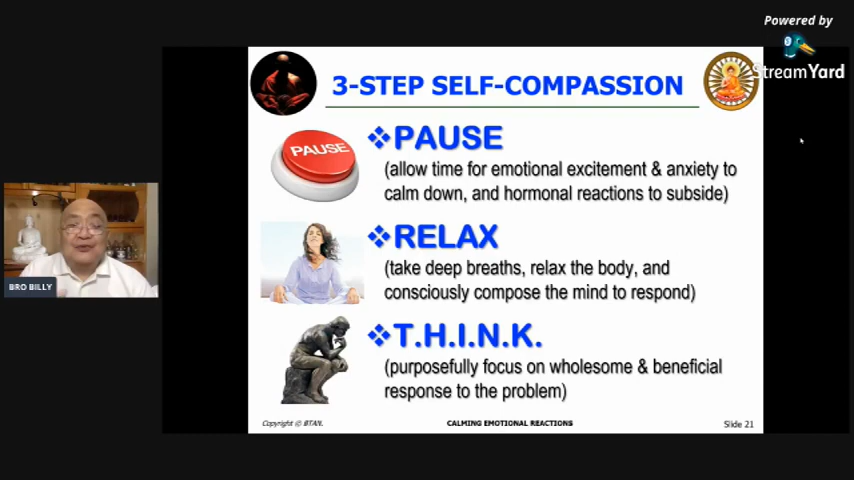 Powered by
StreamYard
3-STEP SELF-COMPASSION
PAUSE
❖PAUSE
(allow time for emotional excitement & anxiety to
calm down, and hormonal reactions to subside)
❖RELAX
(take deep breaths, relax the body, and
consciously compose the mind to respond)
❖T.H.I.N.K.
(purposefully focus on wholesome & beneficial
response to the problem)
BRO BILLY
Copyright @ BTAN.
CALMING EMOTIONAL REACTIONS
Slide 21